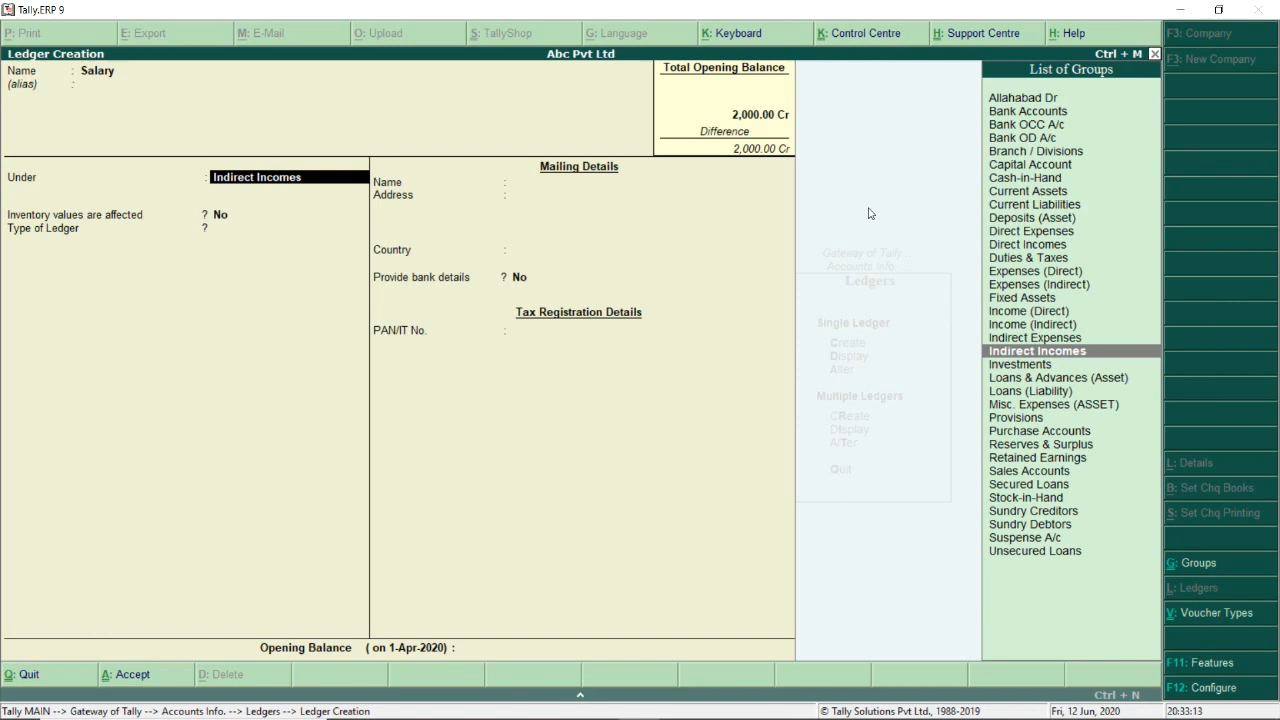 Tally.ERP 9
P: Print E: Export M: E-Mail O: Upload S: TallyShop G: Language K: Keyboard K: Control Centre H: Support Centre H: Help
Ledger Creation Abc Pvt Ltd Ctrl + M
Name : Salary
(alias) :
Total Opening Balance
2,000.00 Cr
Difference
2,000.00 Cr
Under : Indirect Incomes
Inventory values are affected ? No
Type of Ledger ?
Mailing Details
Name :
Address :
Country :
Provide bank details ? No
Tax Registration Details
PAN/IT No. :
Opening Balance ( on 1-Apr-2020) :
Gateway of Tally...
Accounts Info. ...
Ledgers
Single Ledger
Create
Display
Alter
Multiple Ledgers
CReate
DIsplay
AlTer
Quit
List of Groups
Allahabad Dr
Bank Accounts
Bank OCC A/c
Bank OD A/c
Branch / Divisions
Capital Account
Cash-in-Hand
Current Assets
Current Liabilities
Deposits (Asset)
Direct Expenses
Direct Incomes
Duties & Taxes
Expenses (Direct)
Expenses (Indirect)
Fixed Assets
Income (Direct)
Income (Indirect)
Indirect Expenses
Indirect Incomes
Investments
Loans & Advances (Asset)
Loans (Liability)
Misc. Expenses (ASSET)
Provisions
Purchase Accounts
Reserves & Surplus
Retained Earnings
Sales Accounts
Secured Loans
Stock-in-Hand
Sundry Creditors
Sundry Debtors
Suspense A/c
Unsecured Loans
F3: Company
F3: New Company
L: Details
B: Set Chq Books
S: Set Chq Printing
G: Groups
L: Ledgers
V: Voucher Types
F11: Features
F12: Configure
Q: Quit A: Accept D: Delete
Ctrl + N
Tally MAIN --> Gateway of Tally --> Accounts Info. --> Ledgers --> Ledger Creation © Tally Solutions Pvt Ltd., 1988-2019 Fri, 12 Jun, 2020 20:33:13